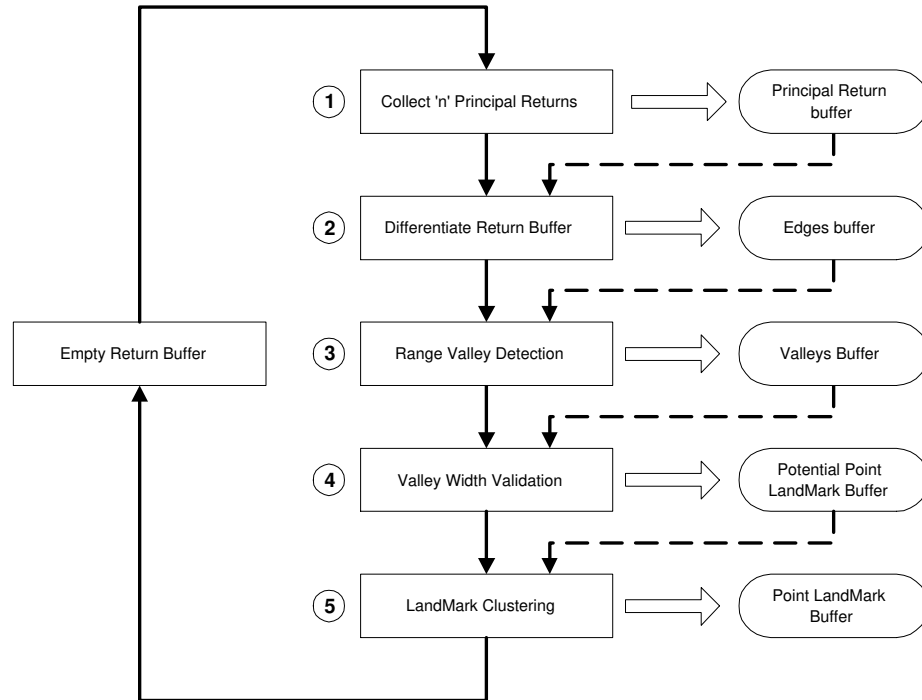 1
Collect 'n' Principal Returns
Principal Return
buffer
2
Differentiate Return Buffer
Edges buffer
Empty Return Buffer
3
Range Valley Detection
Valleys Buffer
4
Valley Width Validation
Potential Point
LandMark Buffer
5
LandMark Clustering
Point LandMark
Buffer